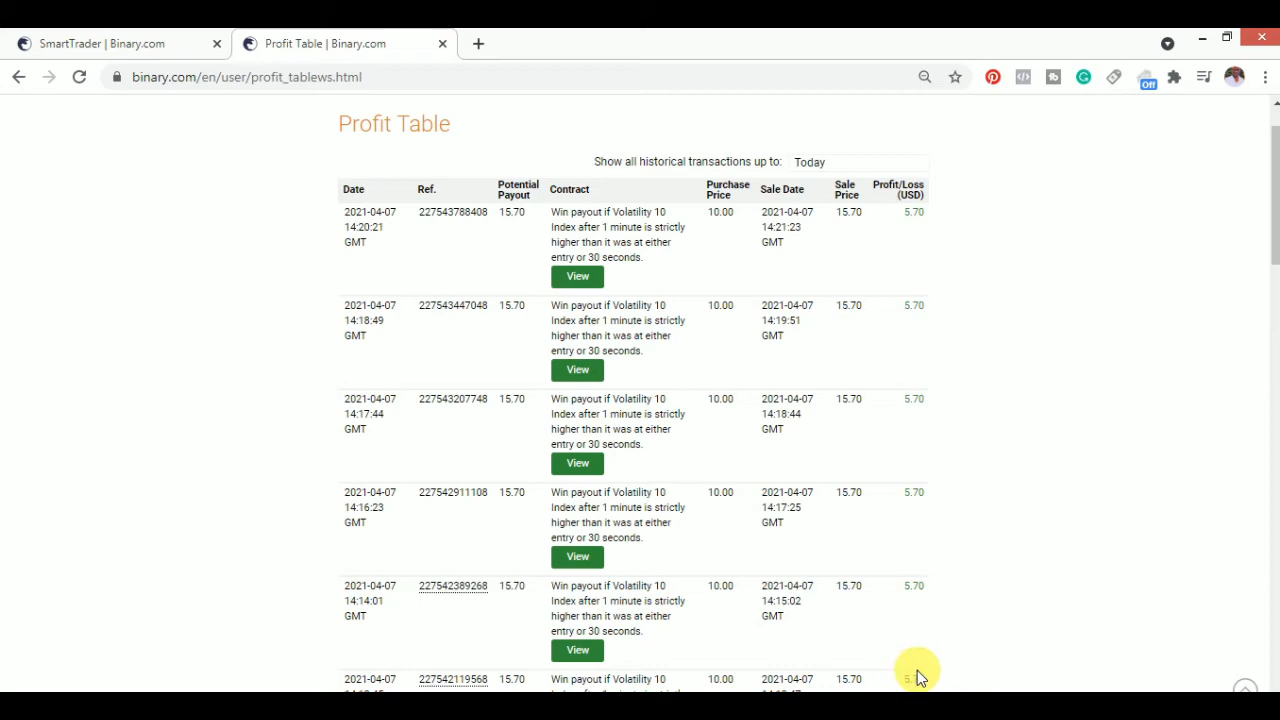 SmartTrader | Binary.com
Profit Table | Binary.com
binary.com/en/user/profit_tablews.html
Off
Profit Table
Show all historical transactions up to: Today
Date Ref. Potential Payout Contract Purchase Price Sale Date Sale Price Profit/Loss (USD)
2021-04-07 227543788408 15.70 Win payout if Volatility 10 10.00 2021-04-07 15.70 5.70
14:20:21 Index after 1 minute is strictly 14:21:23
GMT higher than it was at either GMT
entry or 30 seconds.
View
2021-04-07 227543447048 15.70 Win payout if Volatility 10 10.00 2021-04-07 15.70 5.70
14:18:49 Index after 1 minute is strictly 14:19:51
GMT higher than it was at either GMT
entry or 30 seconds.
View
2021-04-07 227543207748 15.70 Win payout if Volatility 10 10.00 2021-04-07 15.70 5.70
14:17:44 Index after 1 minute is strictly 14:18:44
GMT higher than it was at either GMT
entry or 30 seconds.
View
2021-04-07 227542911108 15.70 Win payout if Volatility 10 10.00 2021-04-07 15.70 5.70
14:16:23 Index after 1 minute is strictly 14:17:25
GMT higher than it was at either GMT
entry or 30 seconds.
View
2021-04-07 227542389268 15.70 Win payout if Volatility 10 10.00 2021-04-07 15.70 5.70
14:14:01 Index after 1 minute is strictly 14:15:02
GMT higher than it was at either GMT
entry or 30 seconds.
View
2021-04-07 227542119568 15.70 Win payout if Volatility 10 10.00 2021-04-07 15.70